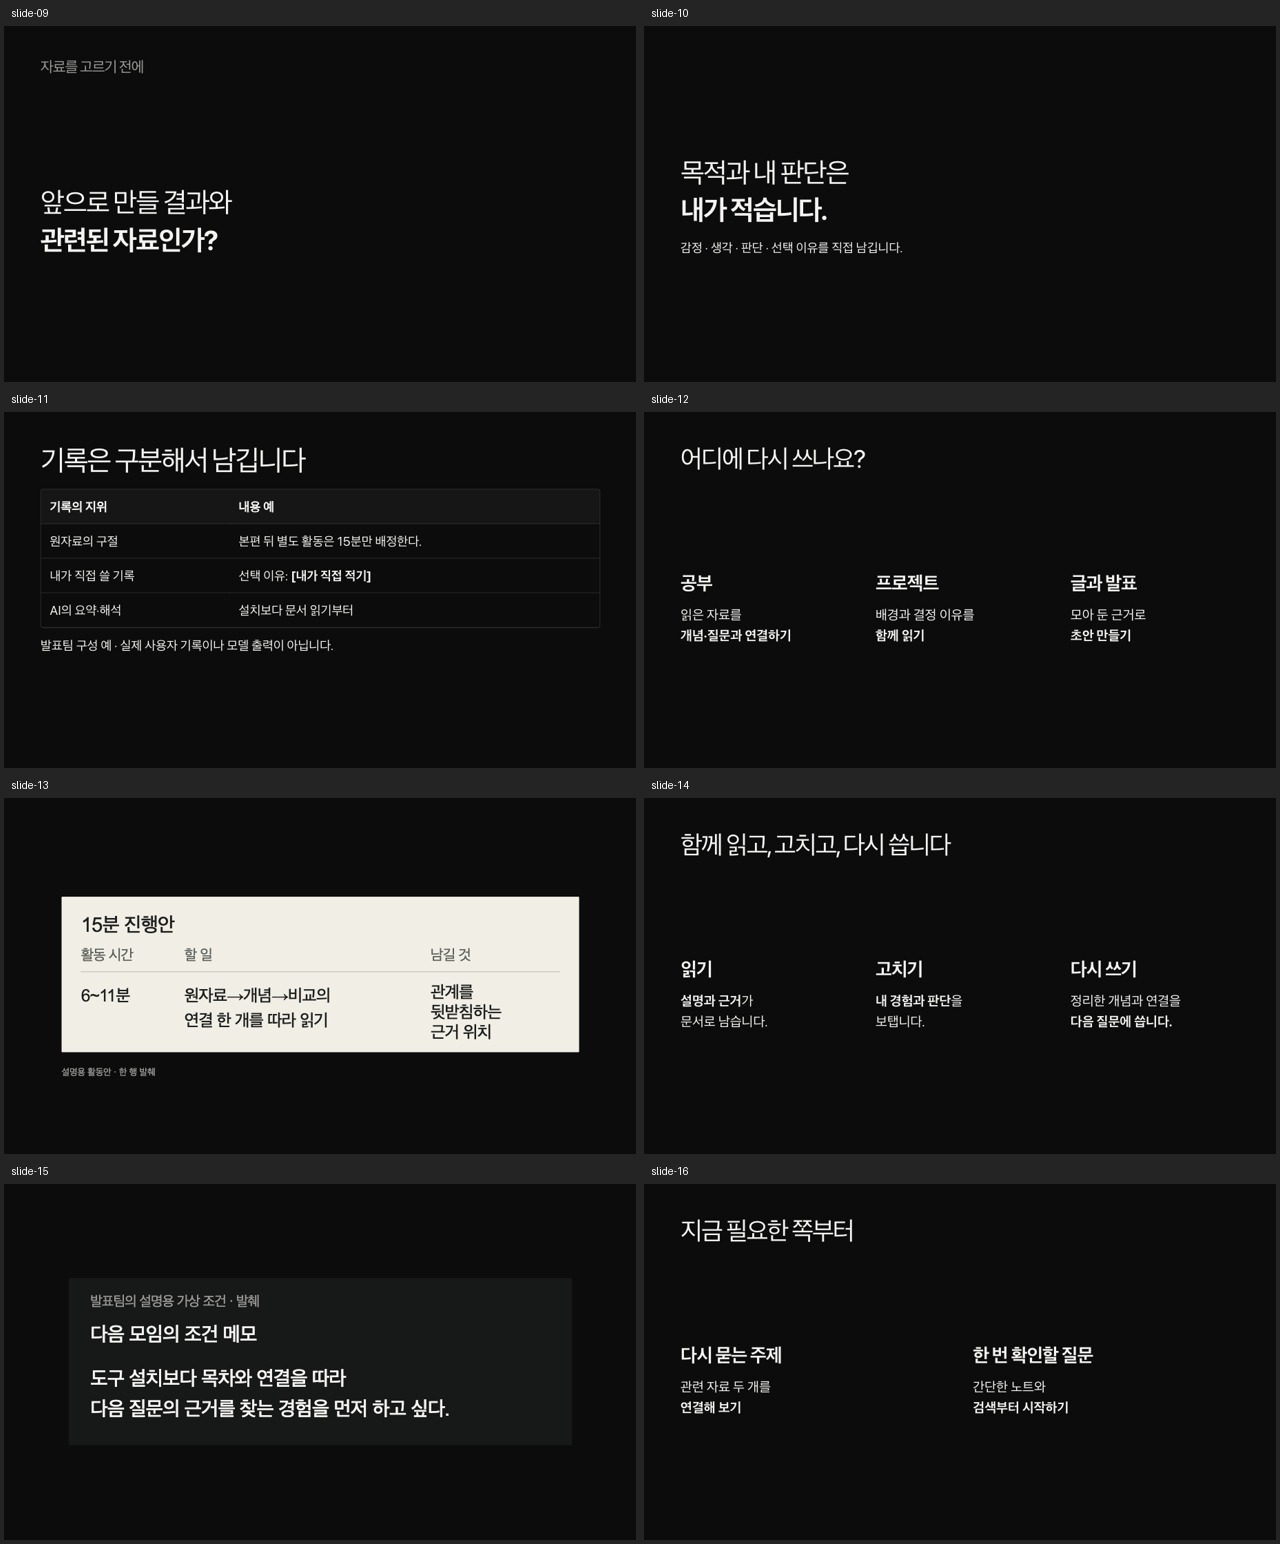 slide-09
자료를 고르기 전에
앞으로 만들 결과와
관련된 자료인가?
slide-10
목적과 내 판단은
내가 적습니다.
감정 · 생각 · 판단 · 선택 이유를 직접 남깁니다.
slide-11
기록은 구분해서 남깁니다
기록의 지위 내용 예
원자료의 구절 본편 뒤 별도 활동은 15분만 배정한다.
내가 직접 쓸 기록 선택 이유: [내가 직접 적기]
AI의 요약·해석 설치보다 문서 읽기부터
발표팀 구성 예 · 실제 사용자 기록이나 모델 출력이 아닙니다.
slide-12
어디에 다시 쓰나요?
공부
읽은 자료를
개념·질문과 연결하기
프로젝트
배경과 결정 이유를
함께 읽기
글과 발표
모아 둔 근거로
초안 만들기
slide-13
15분 진행안
활동 시간 할 일 남길 것
6~11분
원자료→개념→비교의
연결 한 개를 따라 읽기
관계를
뒷받침하는
근거 위치
설명용 활동안 · 한 행 발췌
slide-14
함께 읽고, 고치고, 다시 씁니다
읽기
설명과 근거가
문서로 남습니다.
고치기
내 경험과 판단을
보탭니다.
다시 쓰기
정리한 개념과 연결을
다음 질문에 씁니다.
slide-15
발표팀의 설명용 가상 조건 · 발췌
다음 모임의 조건 메모
도구 설치보다 목차와 연결을 따라
다음 질문의 근거를 찾는 경험을 먼저 하고 싶다.
slide-16
지금 필요한 쪽부터
다시 묻는 주제
관련 자료 두 개를
연결해 보기
한 번 확인할 질문
간단한 노트와
검색부터 시작하기